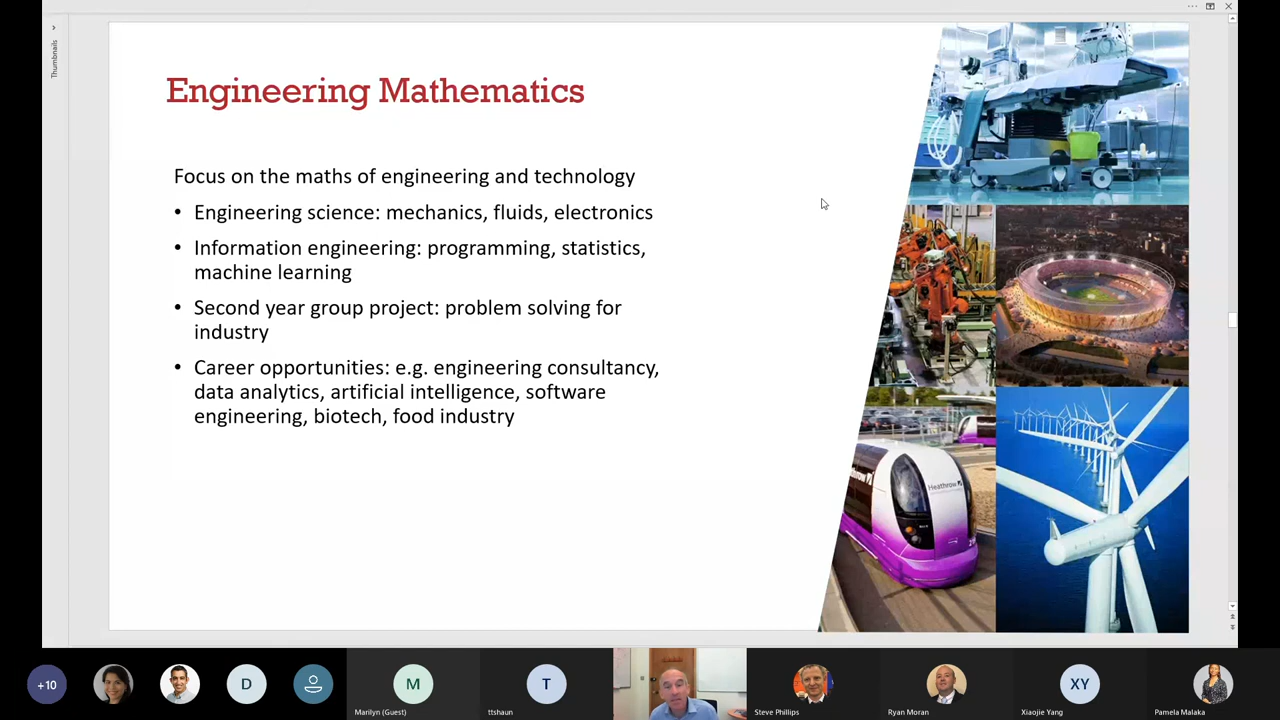 Thumbnails
Engineering Mathematics
Focus on the maths of engineering and technology
• Engineering science: mechanics, fluids, electronics
• Information engineering: programming, statistics,
machine learning
• Second year group project: problem solving for
industry
• Career opportunities: e.g. engineering consultancy,
data analytics, artificial intelligence, software
engineering, biotech, food industry
Heathrow
+10
D
M
Marilyn (Guest)
T
ttshaun
Steve Phillips
Ryan Moran
XY
Xiaojie Yang
Pamela Malaka